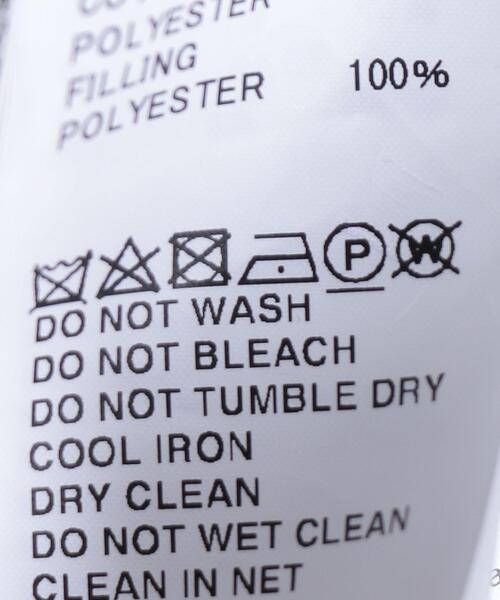 POLYESTER
FILLING
POLYESTER 100%
P W
DO NOT WASH
DO NOT BLEACH
DO NOT TUMBLE DRY
COOL IRON
DRY CLEAN
DO NOT WET CLEAN
CLEAN IN NET